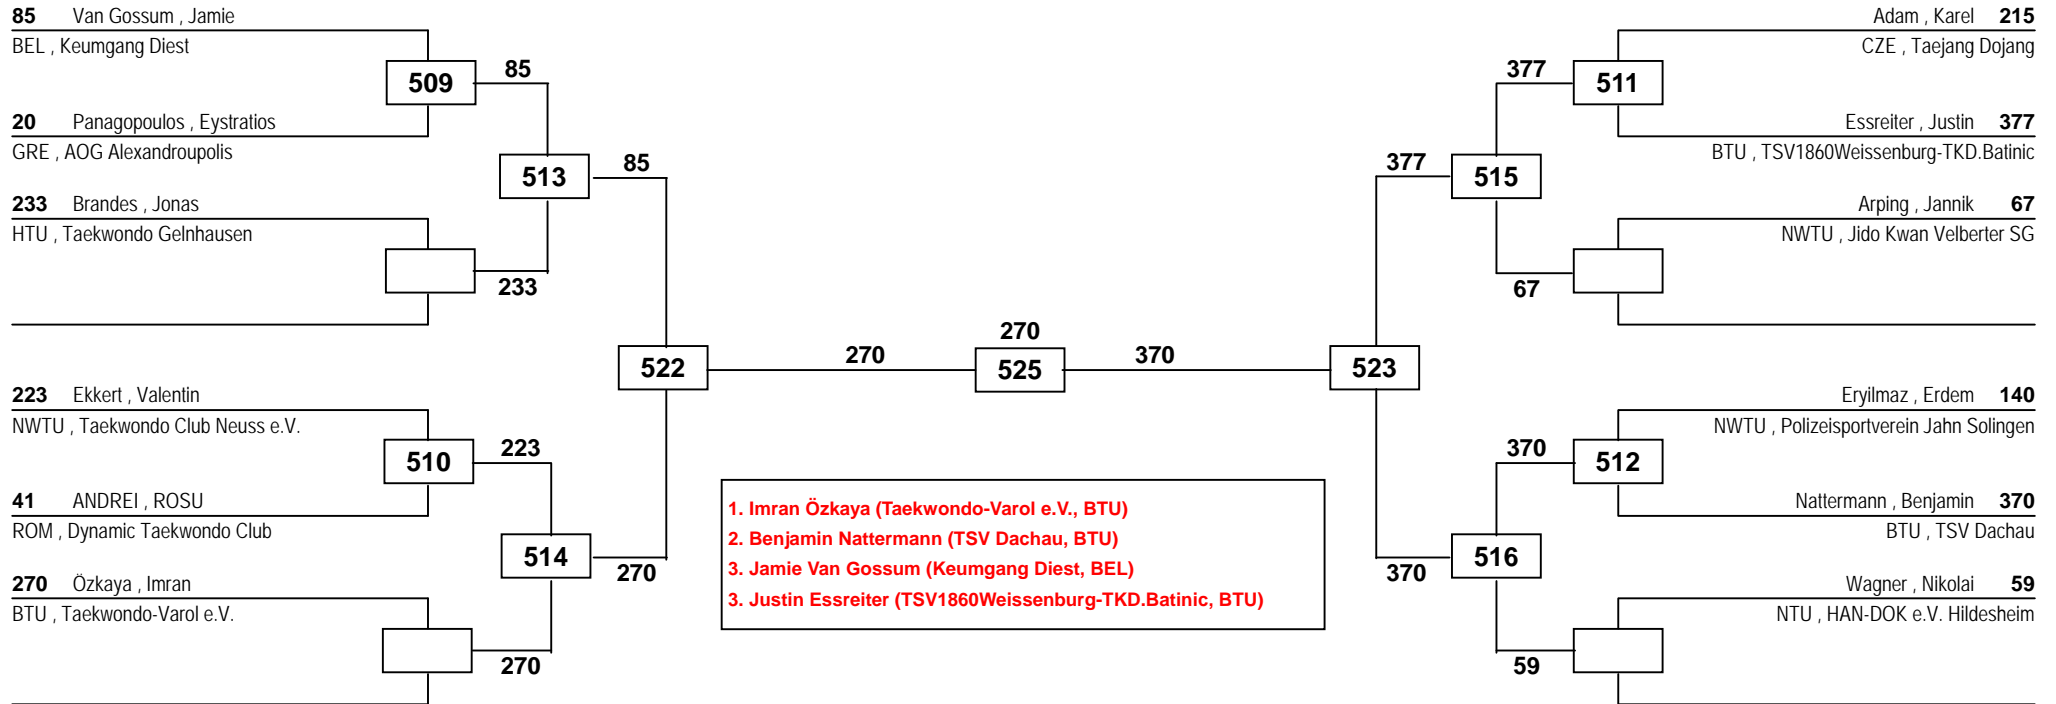 85 Van Gossum , Jamie
BEL , Keumgang Diest
509
85
20 Panagopoulos , Eystratios
GRE , AOG Alexandroupolis
513
85
233 Brandes , Jonas
HTU , Taekwondo Gelnhausen
233
522
270
223 Ekkert , Valentin
NWTU , Taekwondo Club Neuss e.V.
510
223
41 ANDREI , ROSU
ROM , Dynamic Taekwondo Club
514
270
270 Özkaya , Imran
BTU , Taekwondo-Varol e.V.
270
270
525
370
1. Imran Özkaya (Taekwondo-Varol e.V., BTU)
2. Benjamin Nattermann (TSV Dachau, BTU)
3. Jamie Van Gossum (Keumgang Diest, BEL)
3. Justin Essreiter (TSV1860Weissenburg-TKD.Batinic, BTU)
Adam , Karel 215
CZE , Taejang Dojang
377
511
Essreiter , Justin 377
BTU , TSV1860Weissenburg-TKD.Batinic
377
515
Arping , Jannik 67
NWTU , Jido Kwan Velberter SG
67
523
Eryilmaz , Erdem 140
NWTU , Polizeisportverein Jahn Solingen
370
512
Nattermann , Benjamin 370
BTU , TSV Dachau
370
516
Wagner , Nikolai 59
NTU , HAN-DOK e.V. Hildesheim
59